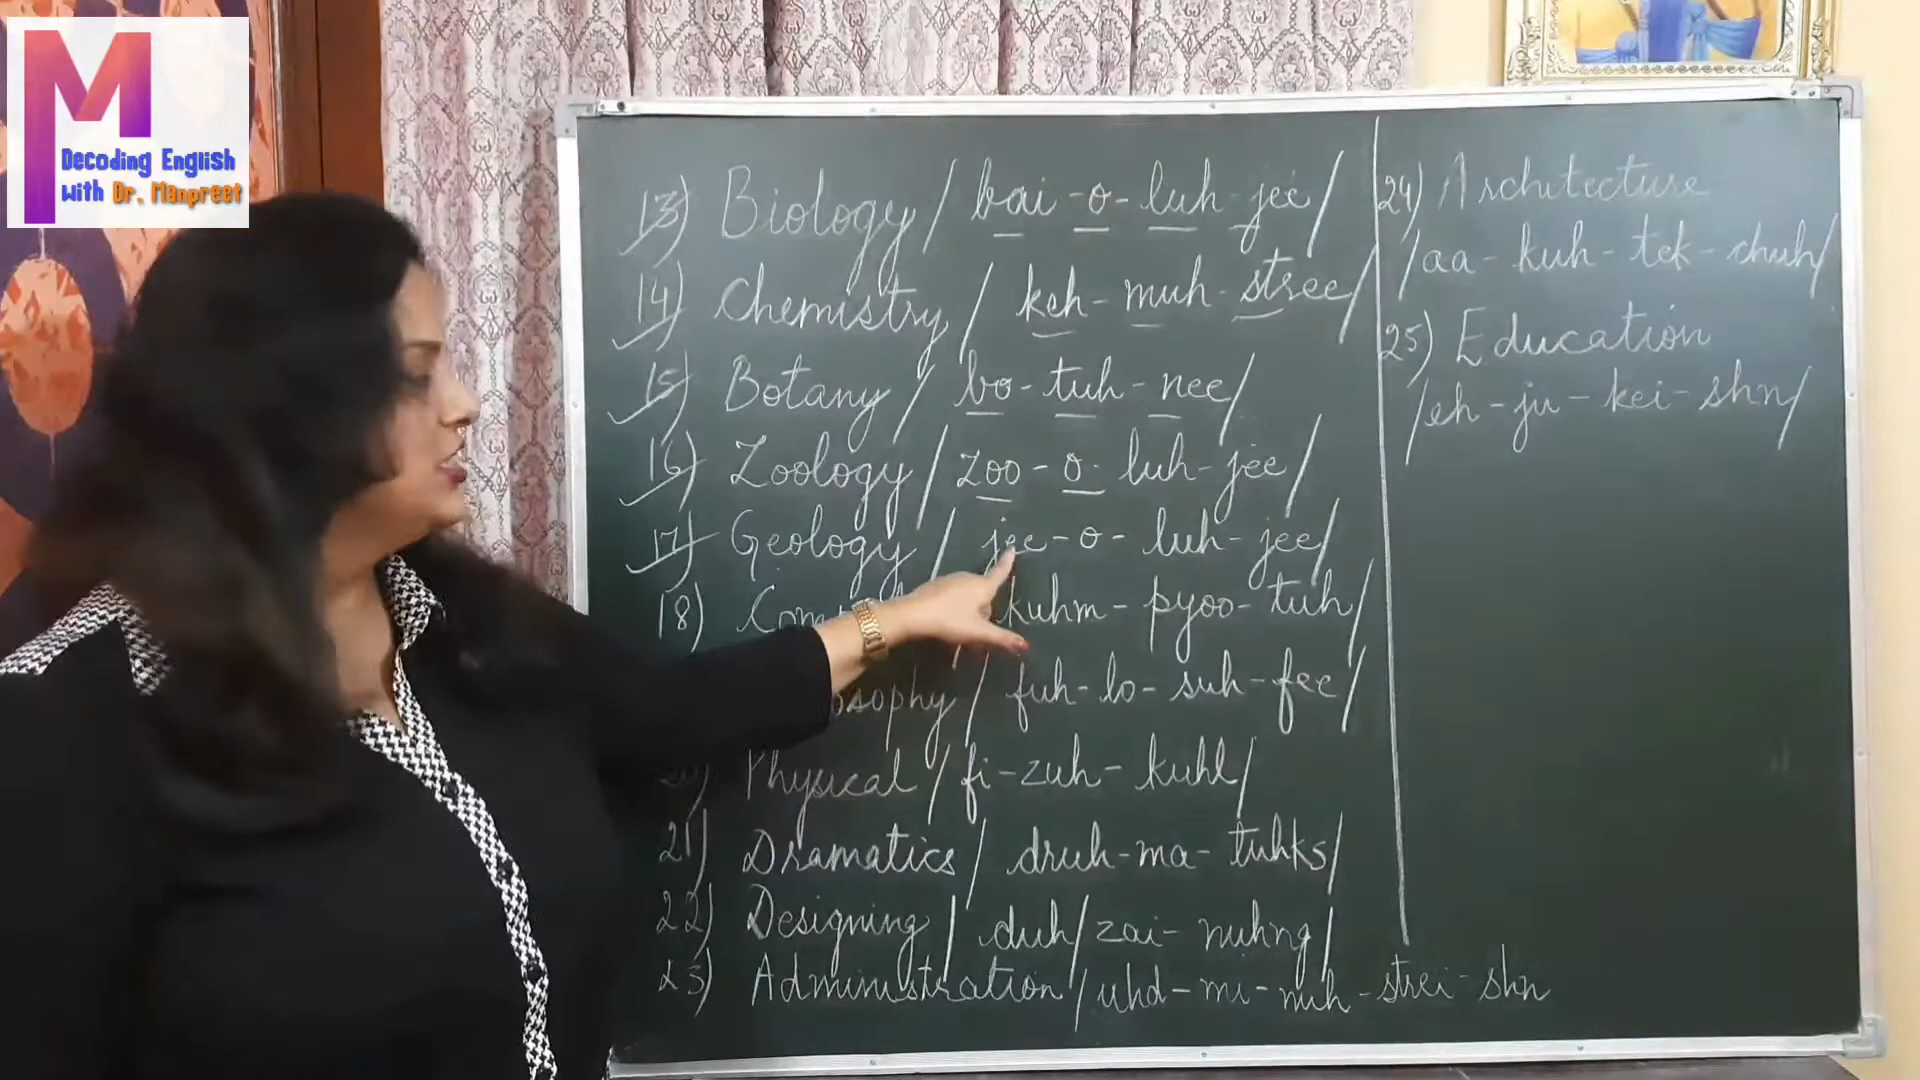 M
Decoding English
with Dr. Manpreet
13) Biology / bai - o - luh - jee /
14) Chemistry / keh - muh - stree /
15) Botany / bo - tuh - nee /
16) Zoology / zoo - o - luh - jee /
17) Geology / jee - o - luh - jee /
18) Com kuhm - pyoo - tuh /
osophy / fuh - lo - suh - fee /
20) Physical / fi - zuh - kuhl /
21) Dramatics / druh - ma - tuhks /
22) Designing / duh / zai - nuhng /
23) Administration / uhd - mi - nuh - strei - shn
24) Architecture
/ aa - kuh - tek - chuh /
25) Education
/ eh - ju - kei - shn /